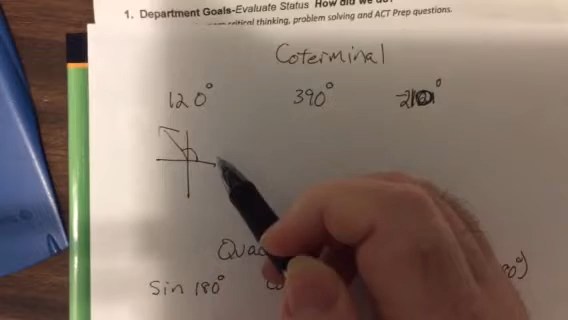 1. Department Goals-Evaluate Status How did we do?
critical thinking, problem solving and ACT Prep questions.
Coterminal
120° 390°
Sin 180°